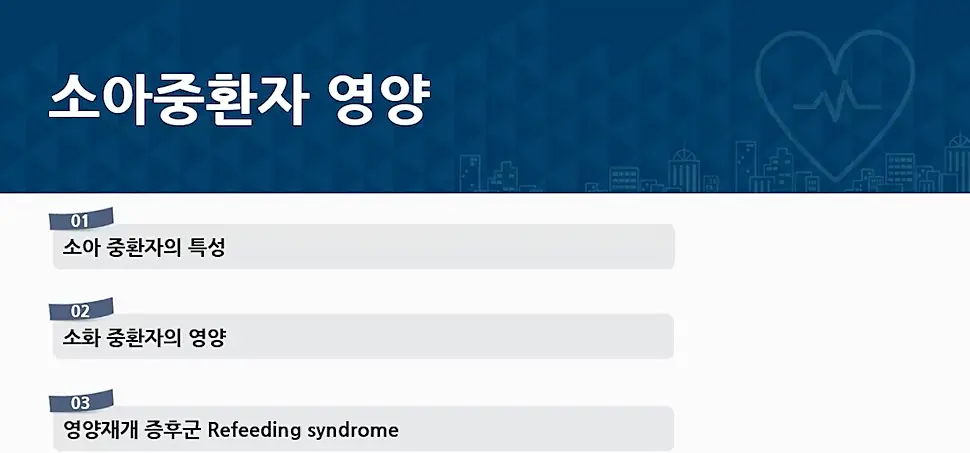 소아중환자 영양
01
소아 중환자의 특성
02
소화 중환자의 영양
03
영양재개 증후군 Refeeding syndrome